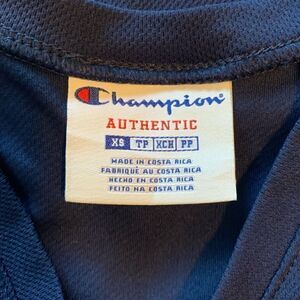 Champion
AUTHENTIC
XS TP XCH PP
MADE IN COSTA RICA
FABRIQUÉ AU COSTA RICA
HECHO EN COSTA RICA
FEITO NA COSTA RICA